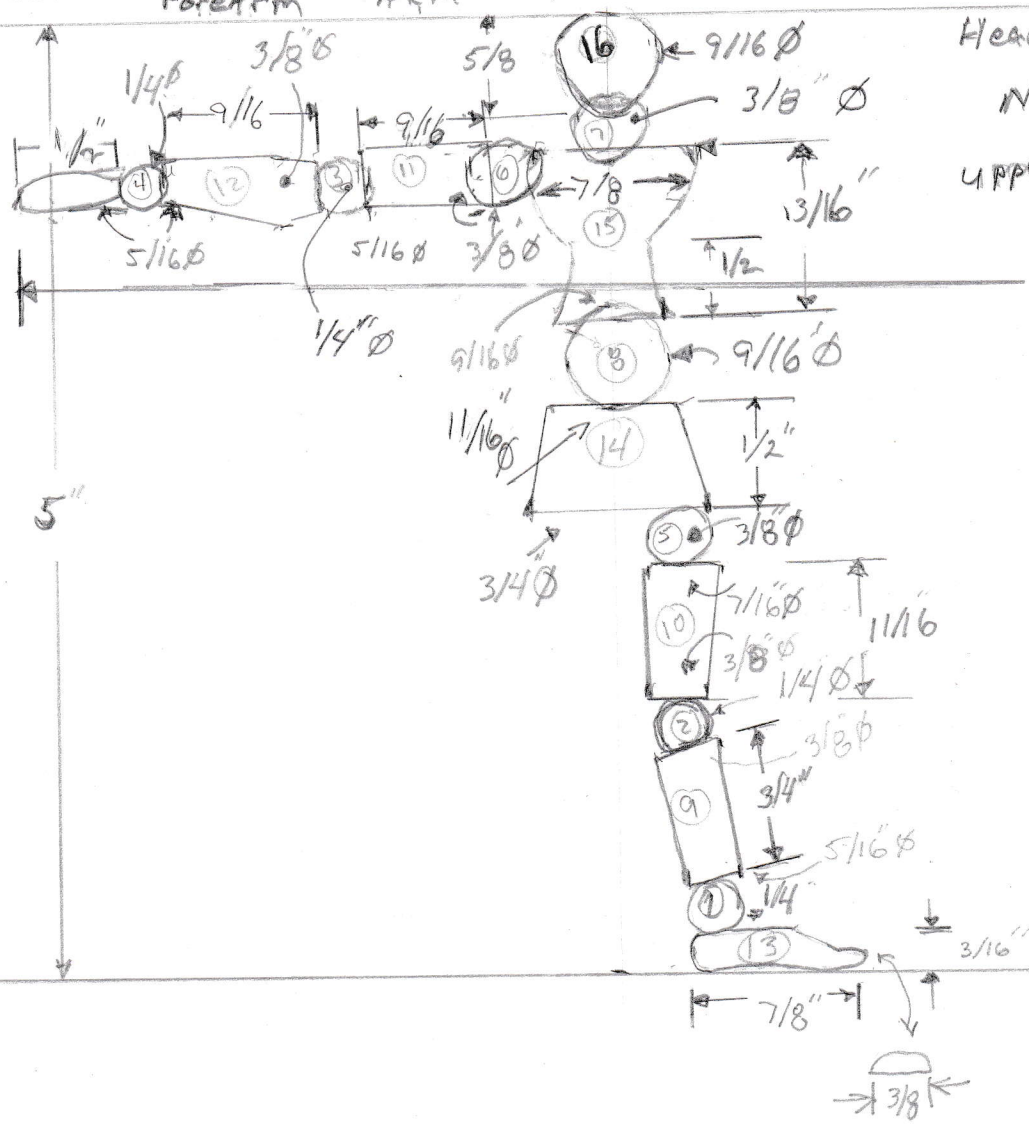 Forearm
16
9/16 Ø
3/8" Ø
5/8
3/8" Ø
1/4 Ø
9/16
9/16
1/2"
7
4
12
3
11
6
7/8
15
13/16"
1/2
5/16 Ø
5/16 Ø
3/8" Ø
1/4" Ø
9/16 Ø
8
9/16" Ø
11/16" Ø
14
1/2"
5"
3/4" Ø
5
3/8" Ø
10
7/16" Ø
3/8" Ø
11/16
1/4" Ø
2
3/8" Ø
9
3/4"
5/16" Ø
1
1/4"
13
3/16"
7/8"
3/8